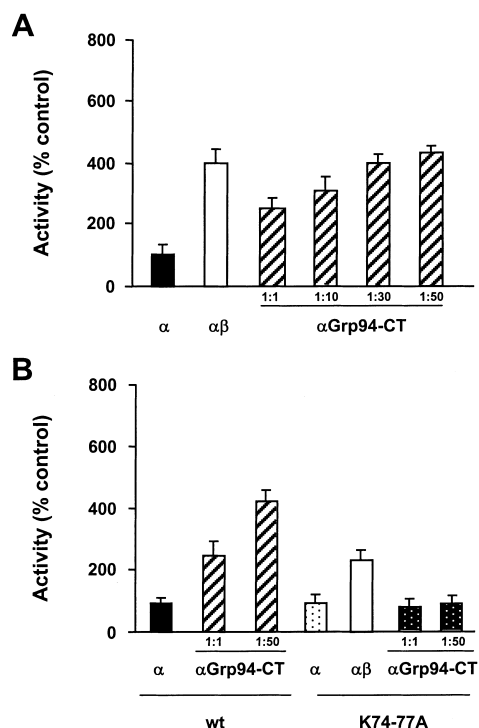 A
800
600
400
200
0
Activity (% control)
1:1 1:10 1:30 1:50
α αβ αGrp94-CT
B
800
600
400
200
0
Activity (% control)
1:1 1:50 1:1 1:50
α αGrp94-CT α αβ αGrp94-CT
wt K74-77A